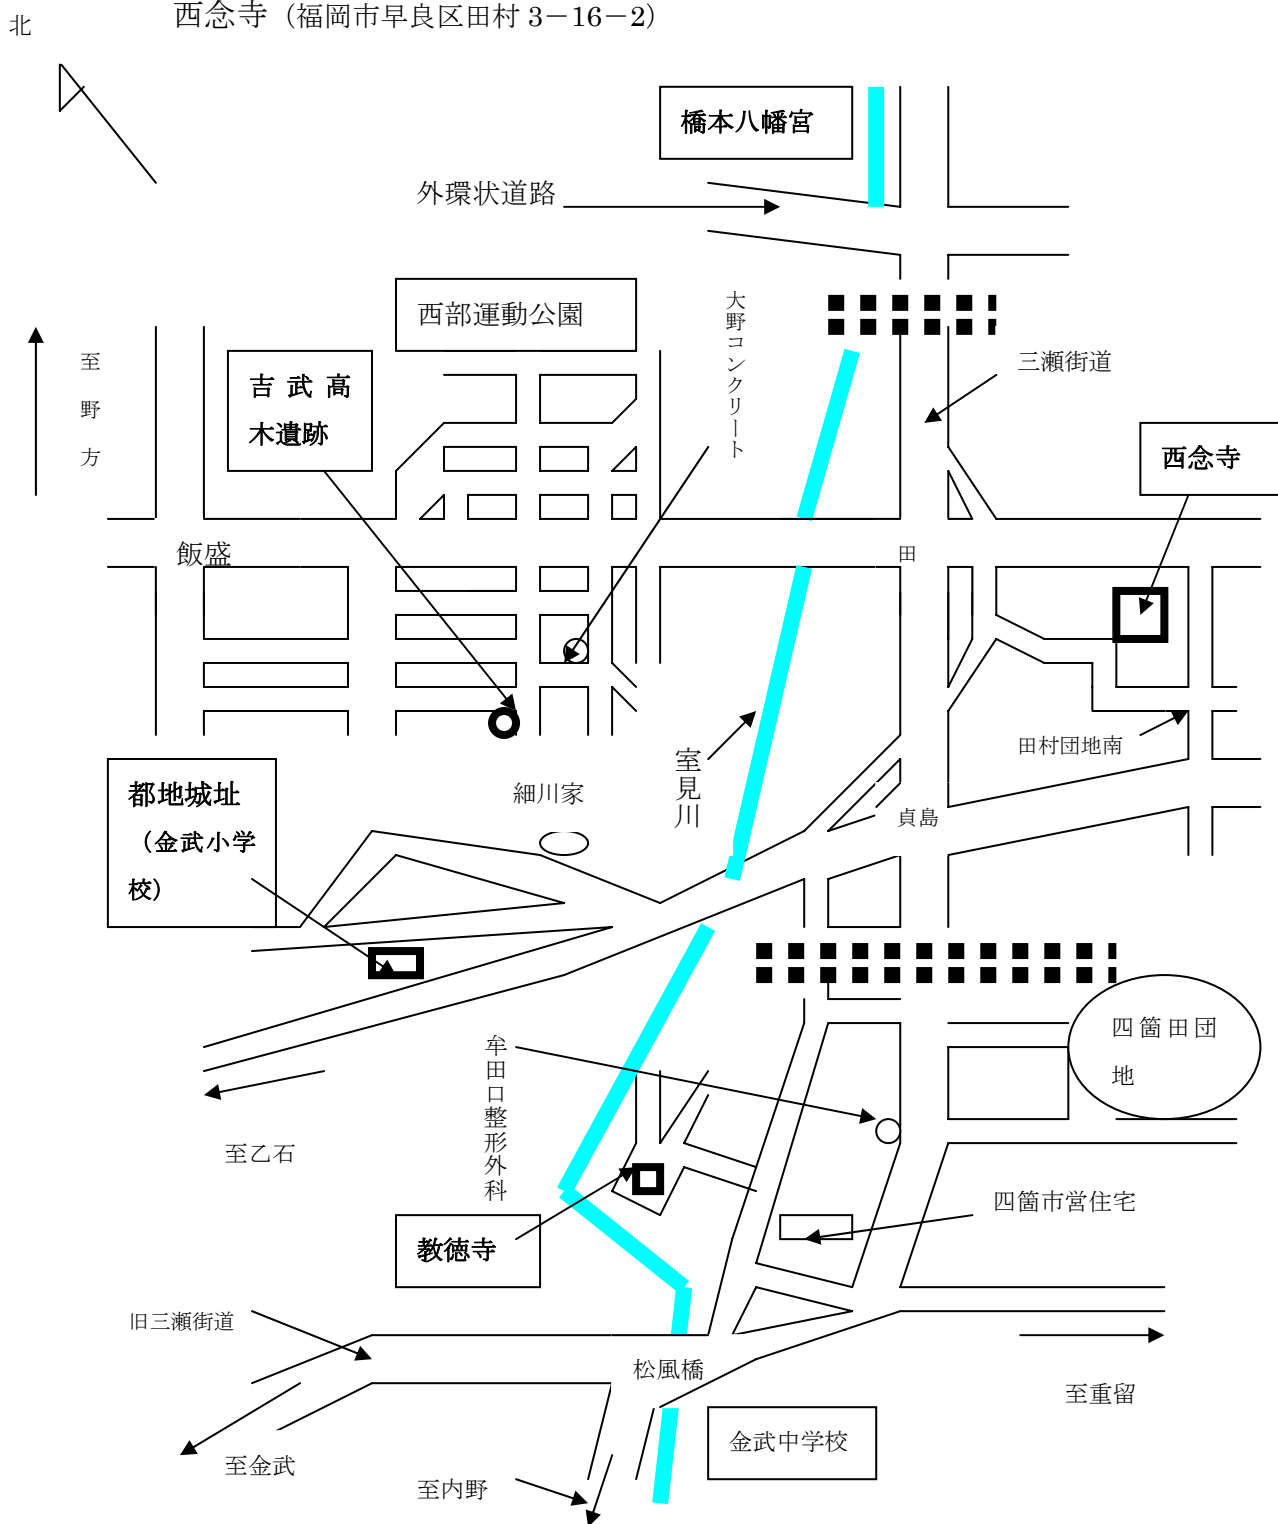 西念寺（福岡市早良区田村 3－16－2）
北
橋本八幡宮
外環状道路
西部運動公園
大野コンクリート
三瀬街道
至野方
吉武高
木遺跡
西念寺
飯盛
田
田村団地南
室見川
都地城址
（金武小学
校）
細川家
貞島
四箇田団
地
牟田口整形外科
至乙石
四箇市営住宅
教徳寺
旧三瀬街道
松風橋
至重留
金武中学校
至金武
至内野